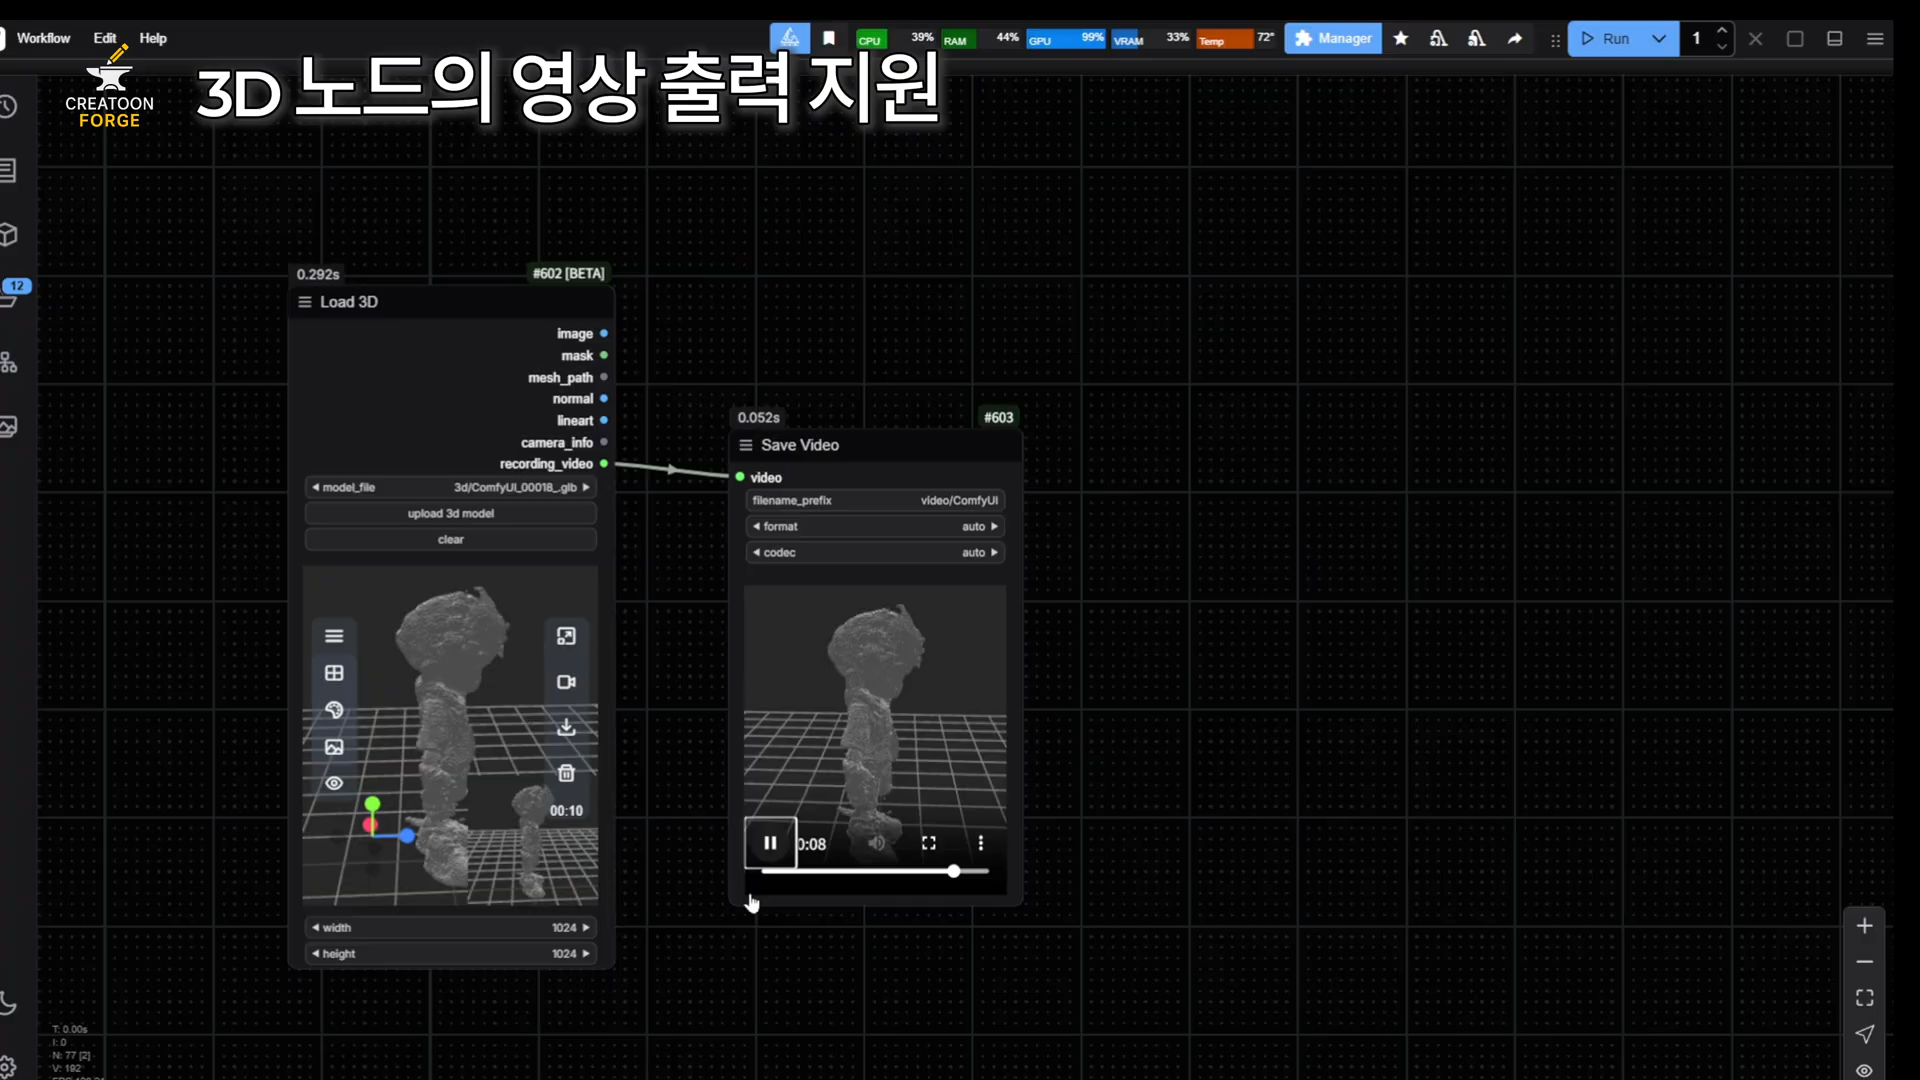 Workflow Edit Help
CPU 39% RAM 44% GPU 99% VRAM 33% Temp 72° Manager Run 1
CREATOON
FORGE
3D 노드의 영상 출력 지원
12
0.292s #602 [BETA]
Load 3D
image
mask
mesh_path
normal
lineart
camera_info
recording_video
model_file 3d/ComfyUI_00018_.glb
upload 3d model
clear
00:10
width 1024
height 1024
0.052s #603
Save Video
video
filename_prefix video/ComfyUI
format auto
codec auto
0:08
T: 0.00s
I: 0
N: 77 [2]
V: 192